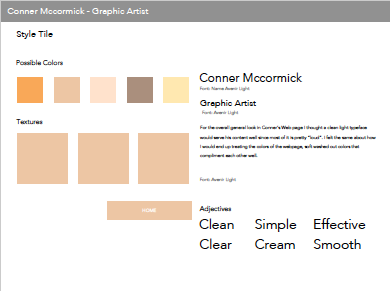 Conner Mccormick - Graphic Artist
Style Tile
Possible Colors
Conner Mccormick
Font: Name Avenir Light
Graphic Artist
Font: Avenir Light
Textures
For the overall general look in Conner's Web page I thought a clean light typeface
would serve his content well since most of it is pretty "loud". I felt the same about how
I would end up treating the colors of the webpage, soft washed out colors that
compliment each other well.
Font: Avenir Light
HOME
Adjectives
Clean Simple Effective
Clear Cream Smooth